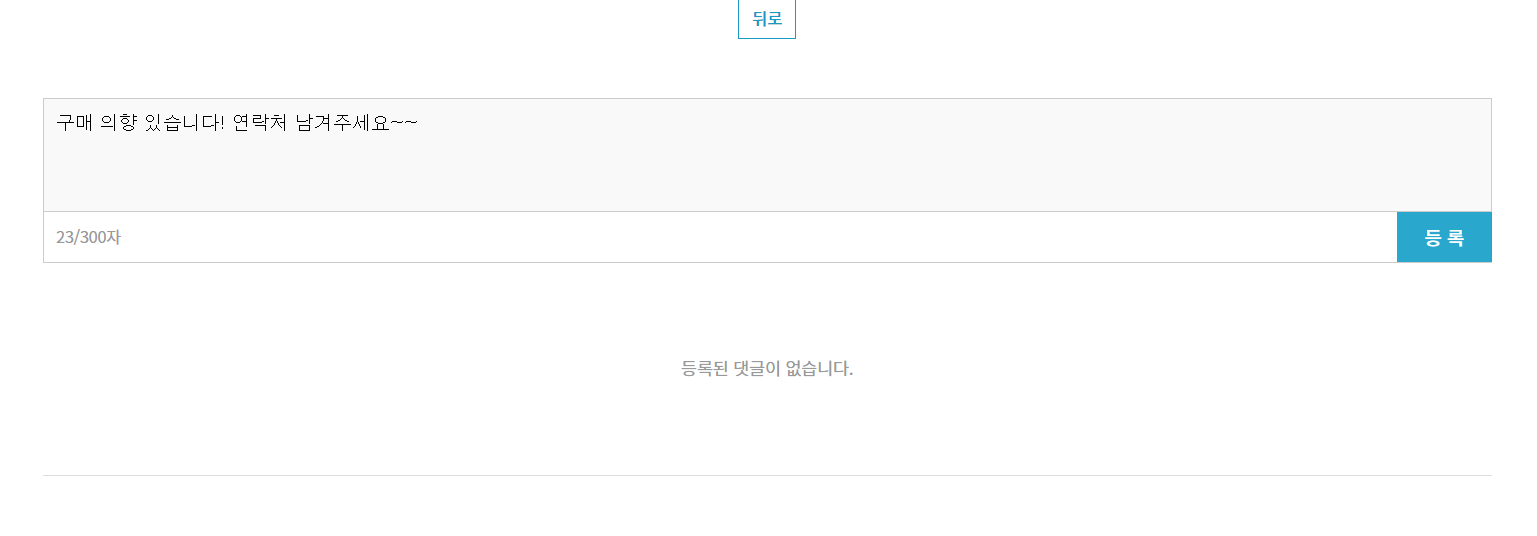 뒤로
구매 의향 있습니다! 연락처 남겨주세요~~
23/300자
등 록
등록된 댓글이 없습니다.